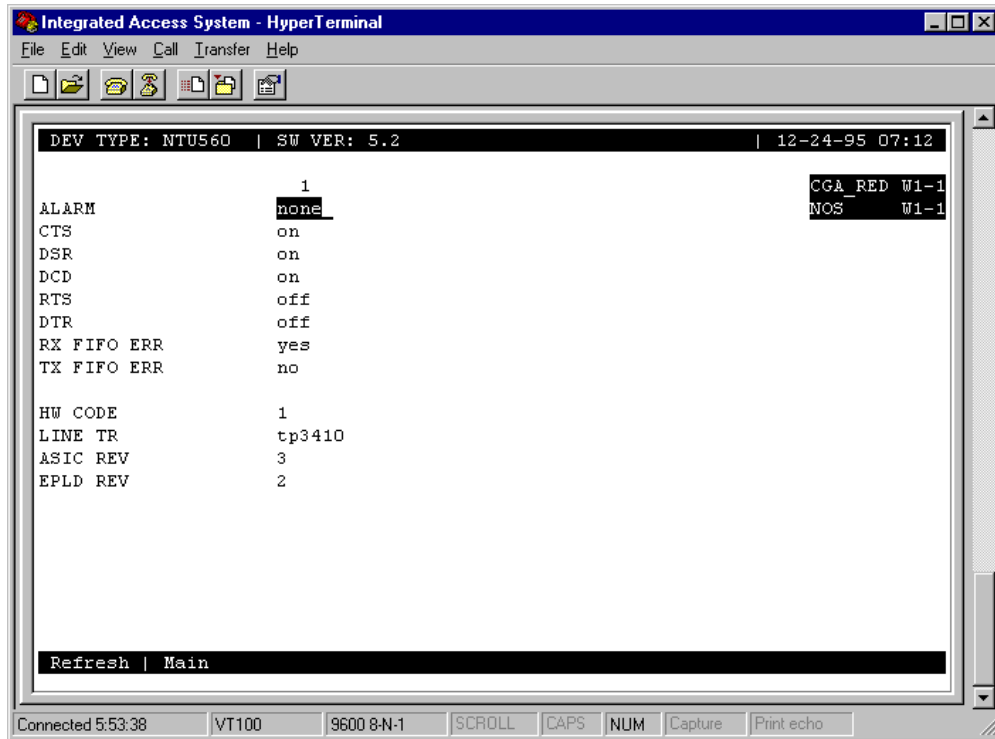 Integrated Access System - HyperTerminal
File Edit View Call Transfer Help
DEV TYPE: NTU560 | SW VER: 5.2 | 12-24-95 07:12
1 CGA_RED W1-1
ALARM none_ NOS W1-1
CTS on
DSR on
DCD on
RTS off
DTR off
RX FIFO ERR yes
TX FIFO ERR no
HW CODE 1
LINE TR tp3410
ASIC REV 3
EPLD REV 2
Refresh | Main
Connected 5:53:38 VT100 9600 8-N-1 SCROLL CAPS NUM Capture Print echo